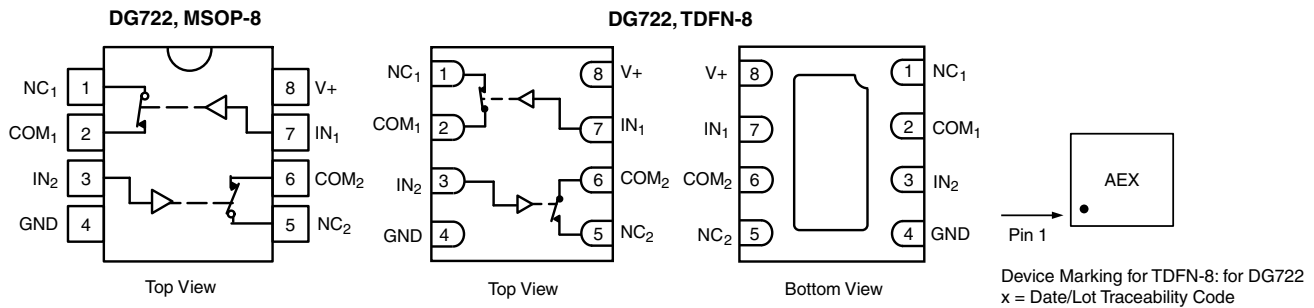 DG722, MSOP-8
NC1
1
COM1
2
IN2
3
GND
4
8
V+
7
IN1
6
COM2
5
NC2
Top View
DG722, TDFN-8
NC1
1
COM1
2
IN2
3
GND
4
8
V+
7
IN1
6
COM2
5
NC2
Top View
V+
8
IN1
7
COM2
6
NC2
5
1
NC1
2
COM1
3
IN2
4
GND
Bottom View
AEX
Pin 1
Device Marking for TDFN-8: for DG722
x = Date/Lot Traceability Code